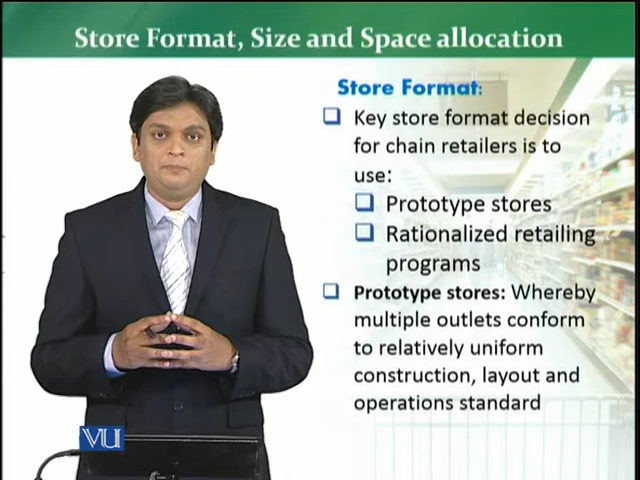 Store Format, Size and Space allocation
Store Format:
Key store format decision
for chain retailers is to
use:
Prototype stores
Rationalized retailing
programs
Prototype stores: Whereby
multiple outlets conform
to relatively uniform
construction, layout and
operations standard
VU